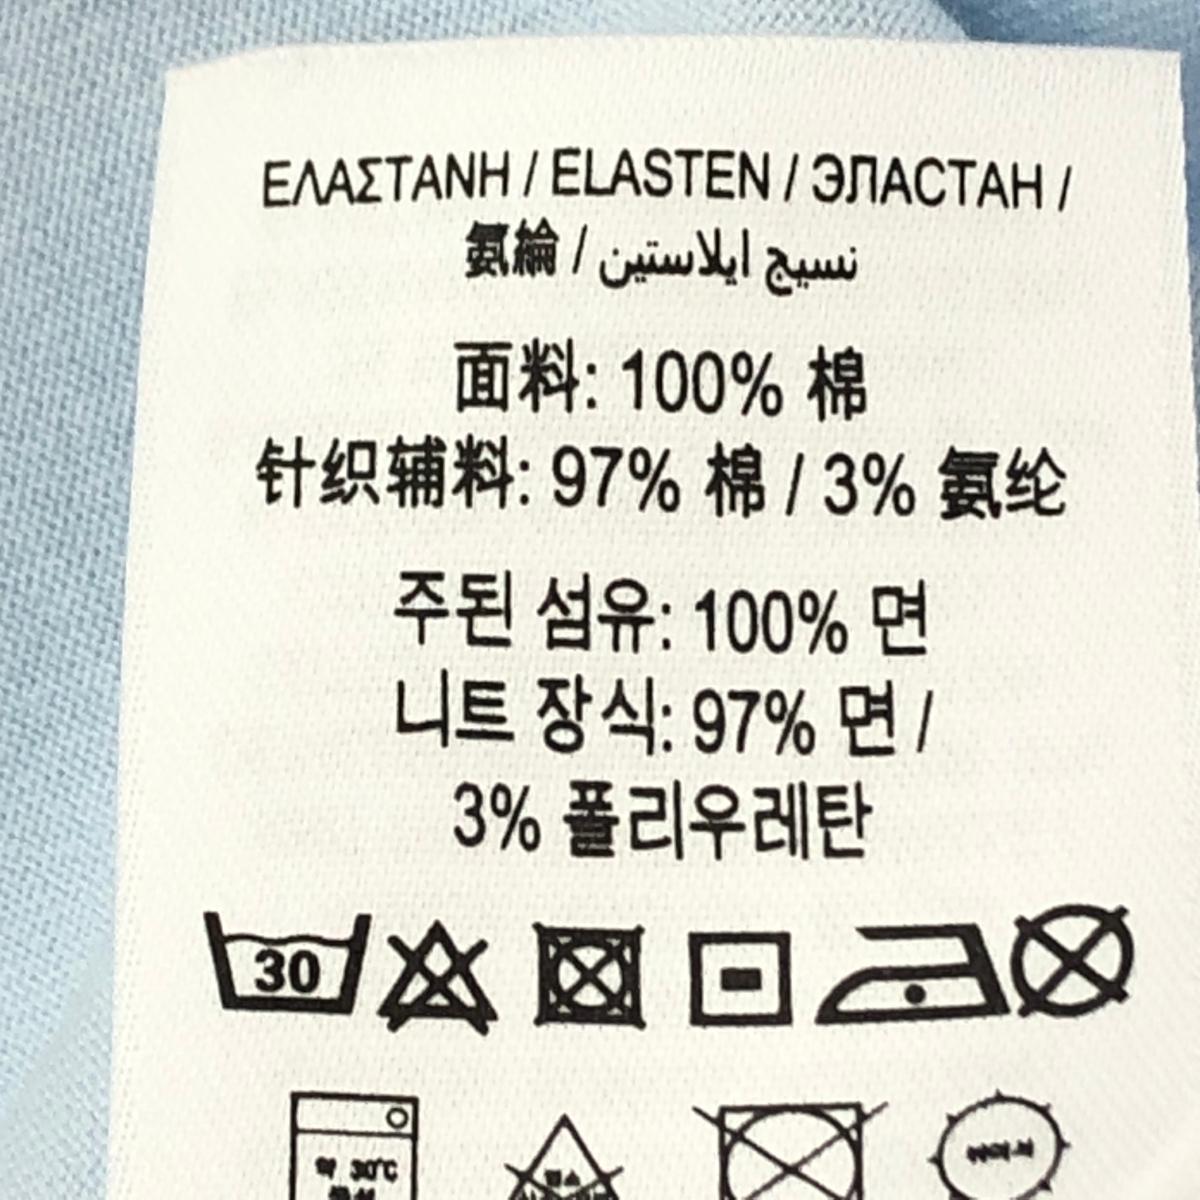 ΕΛΑΣΤΑΝΗ / ELASTEN / ЭЛАСТАН /
氨綸 / نسيج ايلاستين
面料: 100% 棉
针织辅料: 97% 棉 / 3% 氨纶
주된 섬유: 100% 면
니트 장식: 97% 면 /
3% 폴리우레탄
30
약 30℃